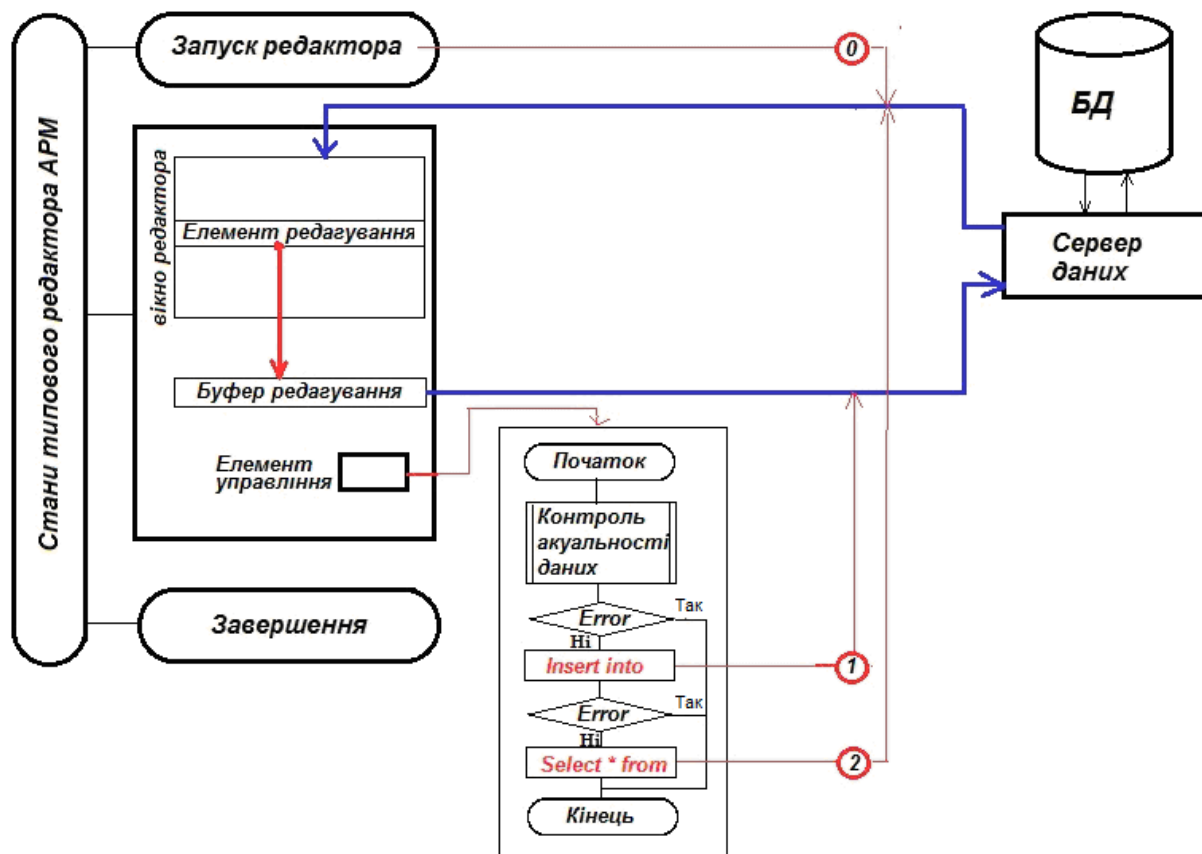 Стани типового редактора АРМ
Запуск редактора
0
БД
вікно редактора
Елемент редагування
Сервер
даних
Буфер редагування
Елемент
управління
Початок
Контроль
акуальності
даних
Error
Так
Ні
Insert into
1
Error
Так
Ні
Select * from
2
Кінець
Завершення